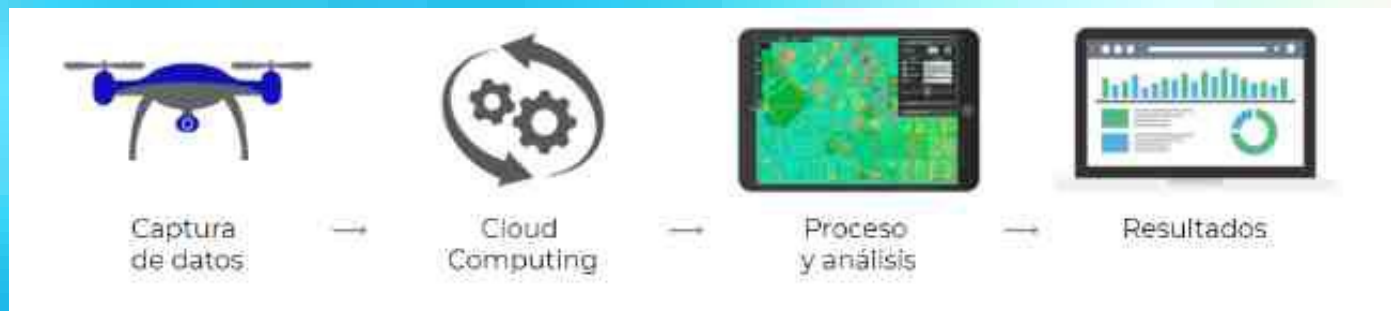 Captura
de datos
→
Cloud
Computing
→
Proceso
y análisis
→
Resultados